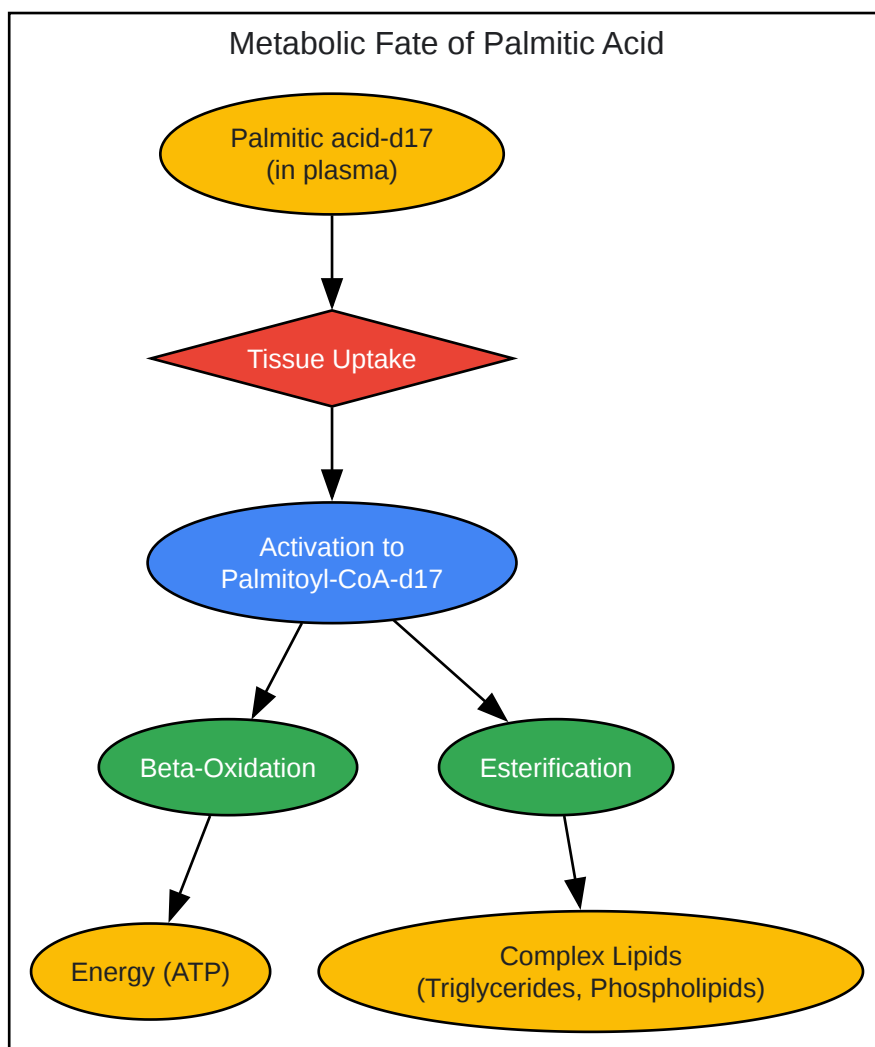 Metabolic Fate of Palmitic Acid
Palmitic acid-d17
(in plasma)
Tissue Uptake
Activation to
Palmitoyl-CoA-d17
Beta-Oxidation
Esterification
Energy (ATP)
Complex Lipids
(Triglycerides, Phospholipids)